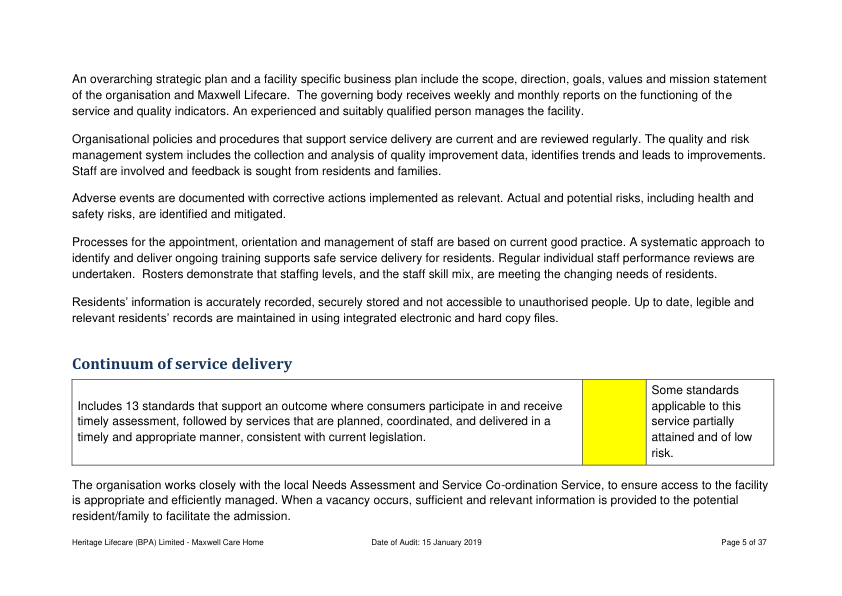 An overarching strategic plan and a facility specific business plan include the scope, direction, goals, values and mission statement
of the organisation and Maxwell Lifecare.  The governing body receives weekly and monthly reports on the functioning of the
service and quality indicators. An experienced and suitably qualified person manages the facility.
Organisational policies and procedures that support service delivery are current and are reviewed regularly. The quality and risk
management system includes the collection and analysis of quality improvement data, identifies trends and leads to improvements.
Staff are involved and feedback is sought from residents and families.
Adverse events are documented with corrective actions implemented as relevant. Actual and potential risks, including health and
safety risks, are identified and mitigated.
Processes for the appointment, orientation and management of staff are based on current good practice. A systematic approach to
identify and deliver ongoing training supports safe service delivery for residents. Regular individual staff performance reviews are
undertaken.  Rosters demonstrate that staffing levels, and the staff skill mix, are meeting the changing needs of residents.
Residents’ information is accurately recorded, securely stored and not accessible to unauthorised people. Up to date, legible and
relevant residents’ records are maintained in using integrated electronic and hard copy files.
Continuum of service delivery
Includes 13 standards that support an outcome where consumers participate in and receive
timely assessment, followed by services that are planned, coordinated, and delivered in a
timely and appropriate manner, consistent with current legislation.
Some standards
applicable to this
service partially
attained and of low
risk.
The organisation works closely with the local Needs Assessment and Service Co-ordination Service, to ensure access to the facility
is appropriate and efficiently managed. When a vacancy occurs, sufficient and relevant information is provided to the potential
resident/family to facilitate the admission.
Heritage Lifecare (BPA) Limited - Maxwell Care Home
Date of Audit: 15 January 2019
Page 5 of 37